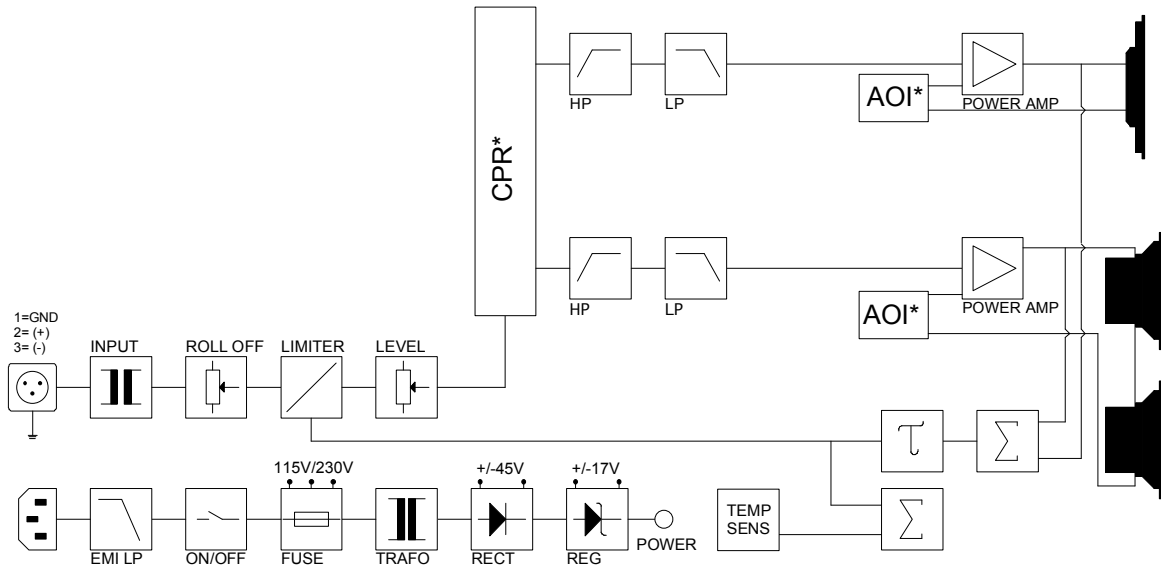 CPR*
HP
LP
AOI*
POWER AMP
HP
LP
AOI*
POWER AMP
1=GND
2= (+)
3= (-)
INPUT
ROLL OFF
LIMITER
LEVEL
τ
Σ
115V/230V
+/-45V
+/-17V
EMI LP
ON/OFF
FUSE
TRAFO
RECT
REG
POWER
TEMP
SENS
Σ